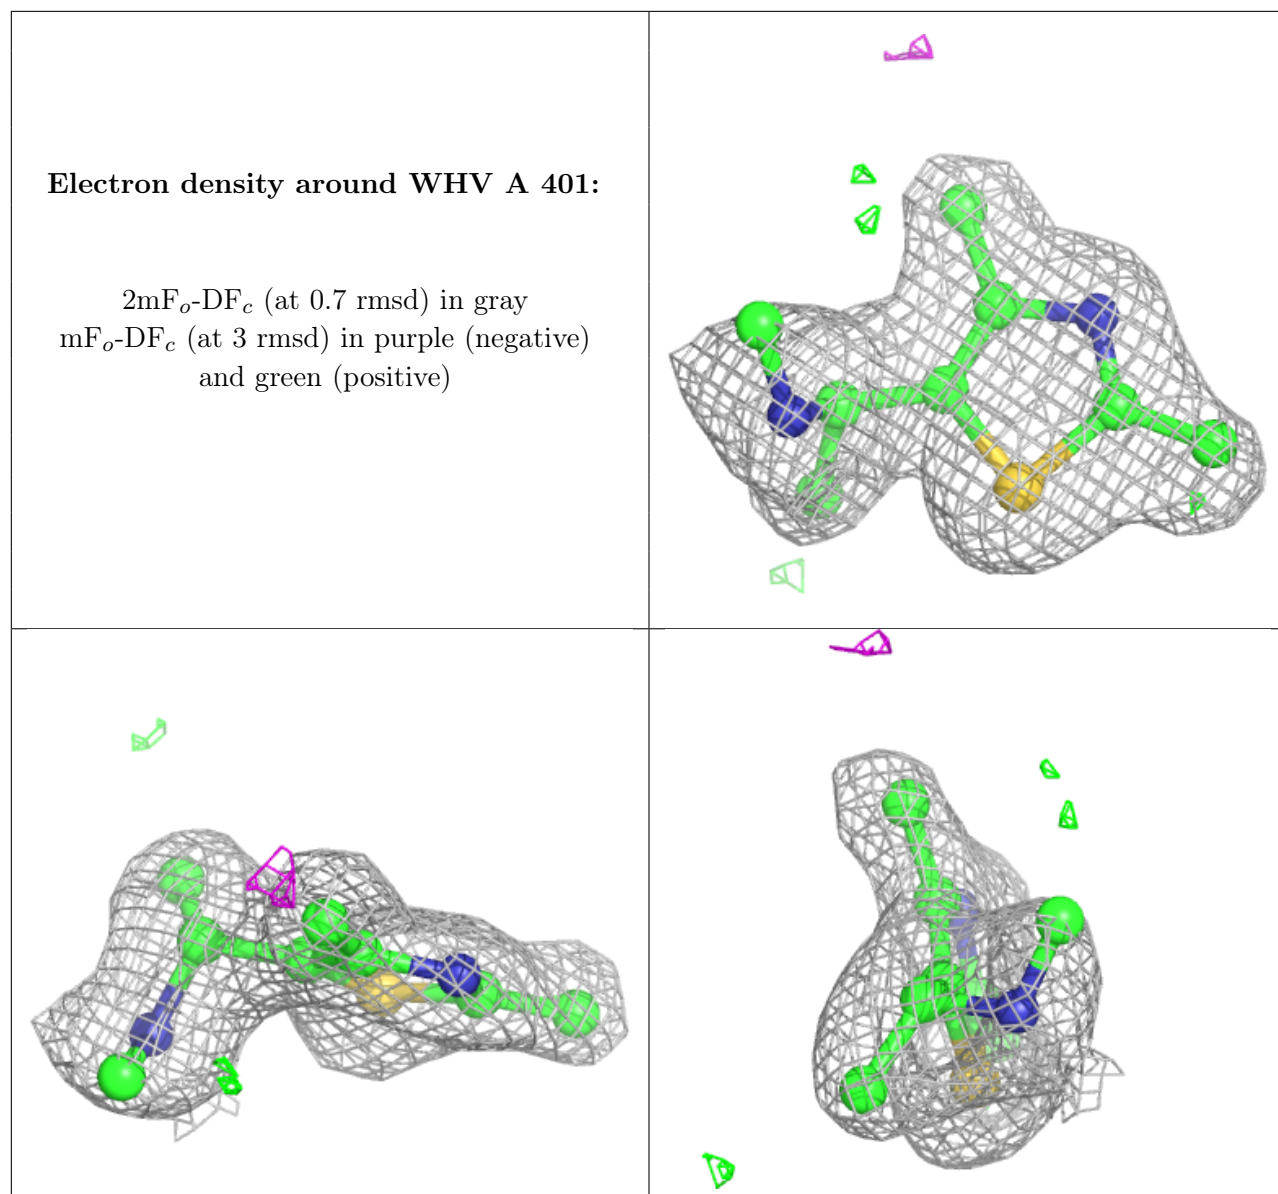 Electron density around WHV A 401:
2mFo-DFc (at 0.7 rmsd) in gray
mFo-DFc (at 3 rmsd) in purple (negative)
and green (positive)